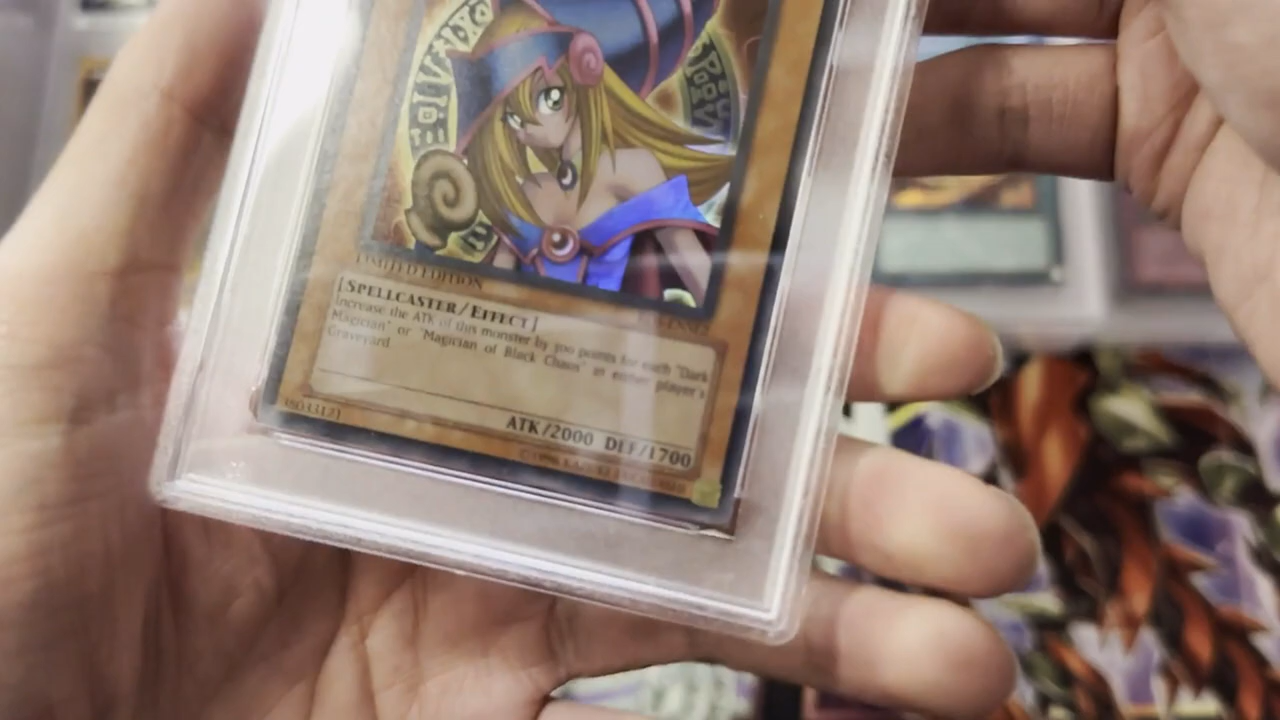 LIMITED EDITION
[SPELLCASTER/EFFECT]
Increase the ATK of this monster by 300 points for each "Dark
Magician" or "Magician of Black Chaos" in either player's
Graveyard.
ATK/2000 DEF/1700